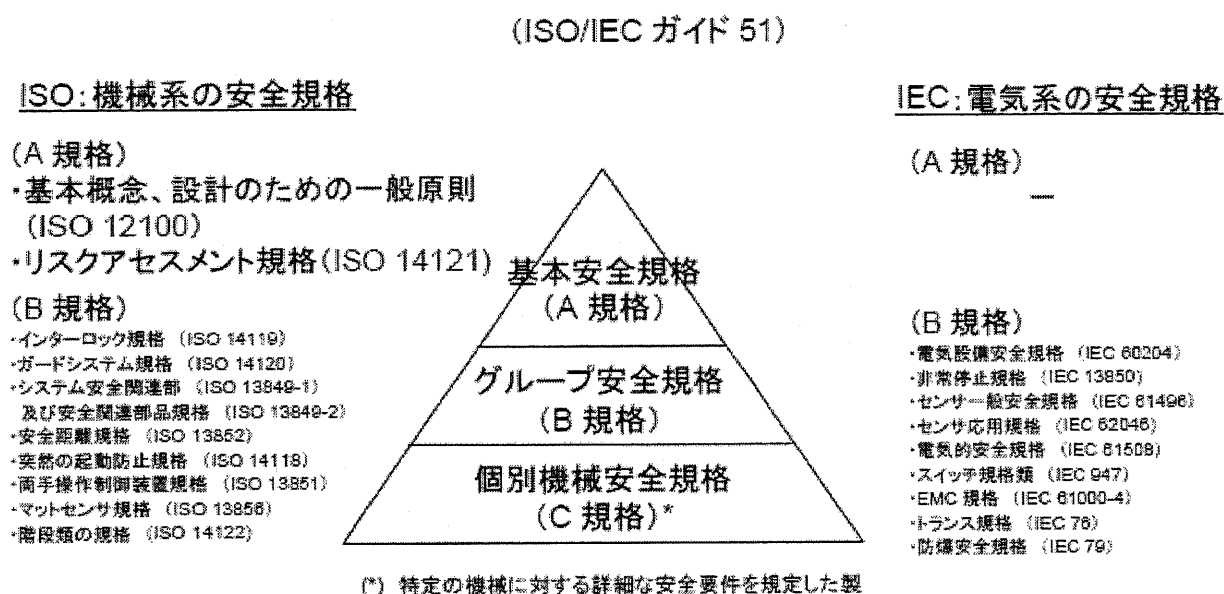 (ISO/IEC ガイド 51)
ISO:機械系の安全規格
(A 規格)
・基本概念、設計のための一般原則
(ISO 12100)
・リスクアセスメント規格(ISO 14121)
(B 規格)
・インターロック規格 (ISO 14119)
・ガードシステム規格 (ISO 14120)
・システム安全関連部 (ISO 13849-1)
及び安全関連部品規格 (ISO 13849-2)
・安全距離規格 (ISO 13852)
・突然の起動防止規格 (ISO 14118)
・両手操作制御装置規格 (ISO 13851)
・マットセンサ規格 (ISO 13856)
・階段類の規格 (ISO 14122)
基本安全規格
(A 規格)
グループ安全規格
(B 規格)
個別機械安全規格
(C 規格)*
IEC:電気系の安全規格
(A 規格)
—
(B 規格)
・電気設備安全規格 (IEC 60204)
・非常停止規格 (IEC 13850)
・センサ一般安全規格 (IEC 61496)
・センサ応用規格 (IEC 62046)
・電気的安全規格 (IEC 61508)
・スイッチ規格類 (IEC 947)
・EMC 規格 (IEC 61000-4)
・トランス規格 (IEC 76)
・防爆安全規格 (IEC 79)
(*) 特定の機械に対する詳細な安全要件を規定した製